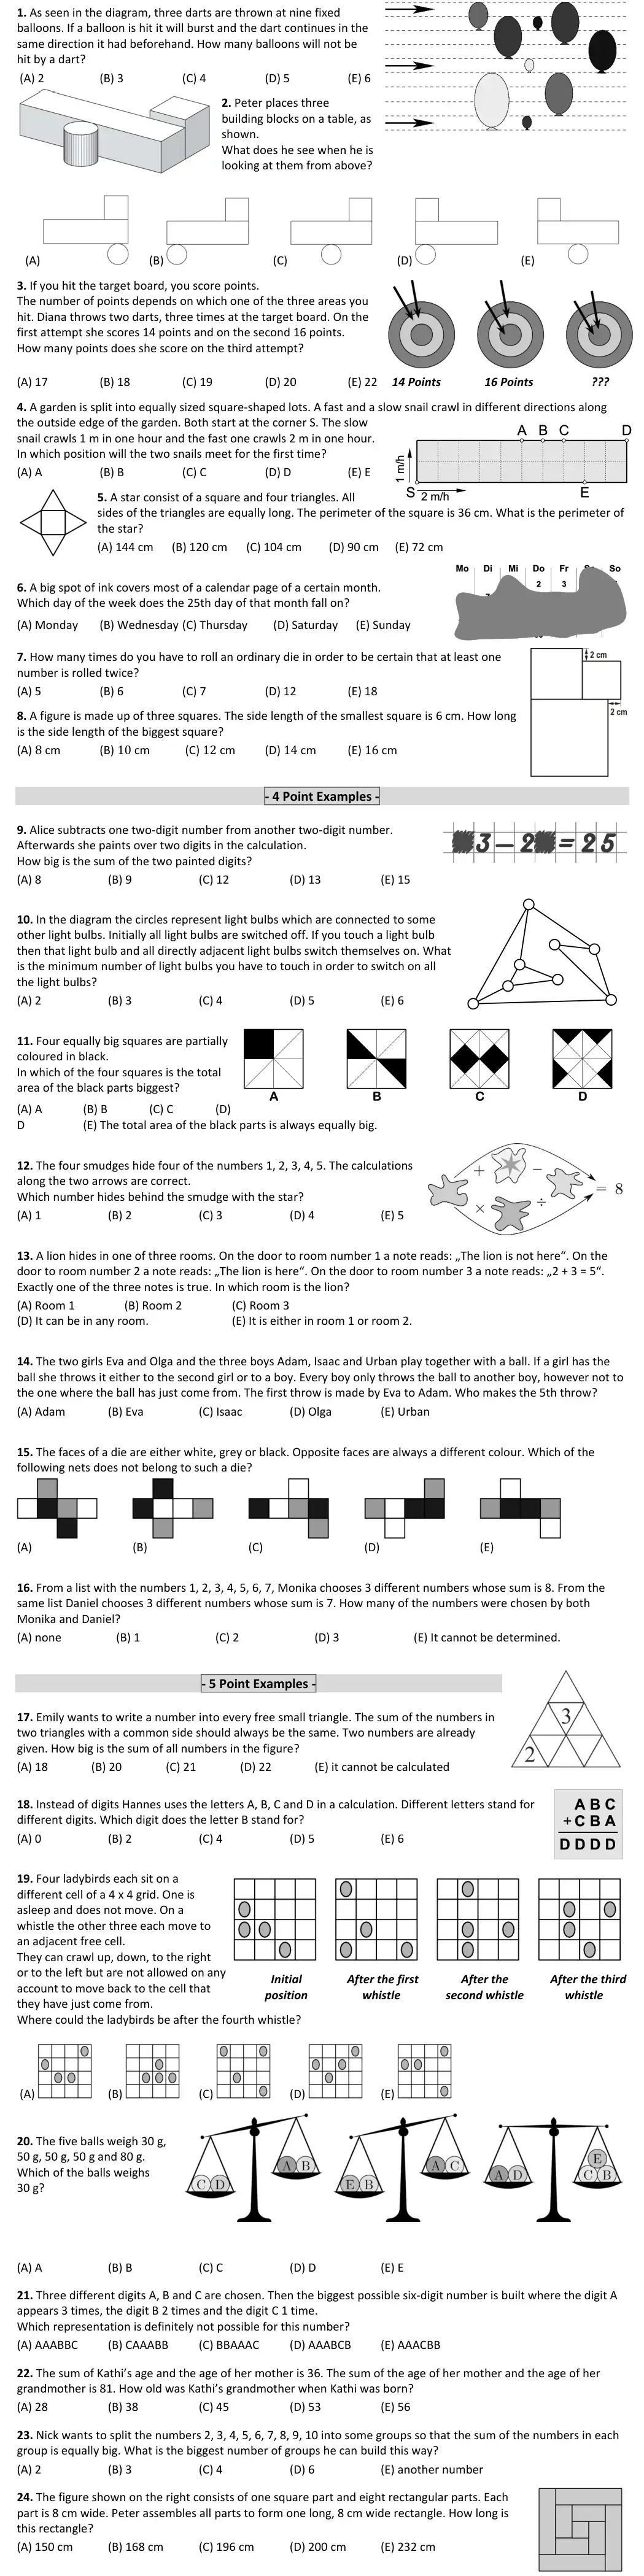 1. As seen in the diagram, three darts are thrown at nine fixed
balloons. If a balloon is hit it will burst and the dart continues in the
same direction it had beforehand. How many balloons will not be
hit by a dart?
(A) 2 (B) 3 (C) 4 (D) 5 (E) 6
2. Peter places three
building blocks on a table, as
shown.
What does he see when he is
looking at them from above?
(A) (B) (C) (D) (E)
3. If you hit the target board, you score points.
The number of points depends on which one of the three areas you
hit. Diana throws two darts, three times at the target board. On the
first attempt she scores 14 points and on the second 16 points.
How many points does she score on the third attempt?
(A) 17 (B) 18 (C) 19 (D) 20 (E) 22
14 Points 16 Points ???
4. A garden is split into equally sized square-shaped lots. A fast and a slow snail crawl in different directions along
the outside edge of the garden. Both start at the corner S. The slow
snail crawls 1 m in one hour and the fast one crawls 2 m in one hour.
In which position will the two snails meet for the first time?
(A) A (B) B (C) C (D) D (E) E
A B C D
1 m/h
S 2 m/h E
5. A star consist of a square and four triangles. All
sides of the triangles are equally long. The perimeter of the square is 36 cm. What is the perimeter of
the star?
(A) 144 cm (B) 120 cm (C) 104 cm (D) 90 cm (E) 72 cm
6. A big spot of ink covers most of a calendar page of a certain month.
Which day of the week does the 25th day of that month fall on?
(A) Monday (B) Wednesday (C) Thursday (D) Saturday (E) Sunday
Mo Di Mi Do Fr So
2 3
7. How many times do you have to roll an ordinary die in order to be certain that at least one
number is rolled twice?
(A) 5 (B) 6 (C) 7 (D) 12 (E) 18
8. A figure is made up of three squares. The side length of the smallest square is 6 cm. How long
is the side length of the biggest square?
(A) 8 cm (B) 10 cm (C) 12 cm (D) 14 cm (E) 16 cm
2 cm
2 cm
- 4 Point Examples -
9. Alice subtracts one two-digit number from another two-digit number.
Afterwards she paints over two digits in the calculation.
How big is the sum of the two painted digits?
(A) 8 (B) 9 (C) 12 (D) 13 (E) 15
3 – 2 = 2 5
10. In the diagram the circles represent light bulbs which are connected to some
other light bulbs. Initially all light bulbs are switched off. If you touch a light bulb
then that light bulb and all directly adjacent light bulbs switch themselves on. What
is the minimum number of light bulbs you have to touch in order to switch on all
the light bulbs?
(A) 2 (B) 3 (C) 4 (D) 5 (E) 6
11. Four equally big squares are partially
coloured in black.
In which of the four squares is the total
area of the black parts biggest?
(A) A (B) B (C) C (D)
D (E) The total area of the black parts is always equally big.
A B C D
12. The four smudges hide four of the numbers 1, 2, 3, 4, 5. The calculations
along the two arrows are correct.
Which number hides behind the smudge with the star?
(A) 1 (B) 2 (C) 3 (D) 4 (E) 5
+ −
× ÷
= 8
13. A lion hides in one of three rooms. On the door to room number 1 a note reads: „The lion is not here“. On the
door to room number 2 a note reads: „The lion is here“. On the door to room number 3 a note reads: „2 + 3 = 5“.
Exactly one of the three notes is true. In which room is the lion?
(A) Room 1 (B) Room 2 (C) Room 3
(D) It can be in any room. (E) It is either in room 1 or room 2.
14. The two girls Eva and Olga and the three boys Adam, Isaac and Urban play together with a ball. If a girl has the
ball she throws it either to the second girl or to a boy. Every boy only throws the ball to another boy, however not to
the one where the ball has just come from. The first throw is made by Eva to Adam. Who makes the 5th throw?
(A) Adam (B) Eva (C) Isaac (D) Olga (E) Urban
15. The faces of a die are either white, grey or black. Opposite faces are always a different colour. Which of the
following nets does not belong to such a die?
(A) (B) (C) (D) (E)
16. From a list with the numbers 1, 2, 3, 4, 5, 6, 7, Monika chooses 3 different numbers whose sum is 8. From the
same list Daniel chooses 3 different numbers whose sum is 7. How many of the numbers were chosen by both
Monika and Daniel?
(A) none (B) 1 (C) 2 (D) 3 (E) It cannot be determined.
- 5 Point Examples -
17. Emily wants to write a number into every free small triangle. The sum of the numbers in
two triangles with a common side should always be the same. Two numbers are already
given. How big is the sum of all numbers in the figure?
(A) 18 (B) 20 (C) 21 (D) 22 (E) it cannot be calculated
3
2
18. Instead of digits Hannes uses the letters A, B, C and D in a calculation. Different letters stand for
different digits. Which digit does the letter B stand for?
(A) 0 (B) 2 (C) 4 (D) 5 (E) 6
A B C
+ C B A
D D D D
19. Four ladybirds each sit on a
different cell of a 4 x 4 grid. One is
asleep and does not move. On a
whistle the other three each move to
an adjacent free cell.
They can crawl up, down, to the right
or to the left but are not allowed on any
account to move back to the cell that
they have just come from.
Where could the ladybirds be after the fourth whistle?
Initial
position
After the first
whistle
After the
second whistle
After the third
whistle
(A) (B) (C) (D) (E)
20. The five balls weigh 30 g,
50 g, 50 g, 50 g and 80 g.
Which of the balls weighs
30 g?
C D A B
E B A C
A D E C B
(A) A (B) B (C) C (D) D (E) E
21. Three different digits A, B and C are chosen. Then the biggest possible six-digit number is built where the digit A
appears 3 times, the digit B 2 times and the digit C 1 time.
Which representation is definitely not possible for this number?
(A) AAABBC (B) CAAABB (C) BBAAAC (D) AAABCB (E) AAACBB
22. The sum of Kathi’s age and the age of her mother is 36. The sum of the age of her mother and the age of her
grandmother is 81. How old was Kathi’s grandmother when Kathi was born?
(A) 28 (B) 38 (C) 45 (D) 53 (E) 56
23. Nick wants to split the numbers 2, 3, 4, 5, 6, 7, 8, 9, 10 into some groups so that the sum of the numbers in each
group is equally big. What is the biggest number of groups he can build this way?
(A) 2 (B) 3 (C) 4 (D) 6 (E) another number
24. The figure shown on the right consists of one square part and eight rectangular parts. Each
part is 8 cm wide. Peter assembles all parts to form one long, 8 cm wide rectangle. How long is
this rectangle?
(A) 150 cm (B) 168 cm (C) 196 cm (D) 200 cm (E) 232 cm